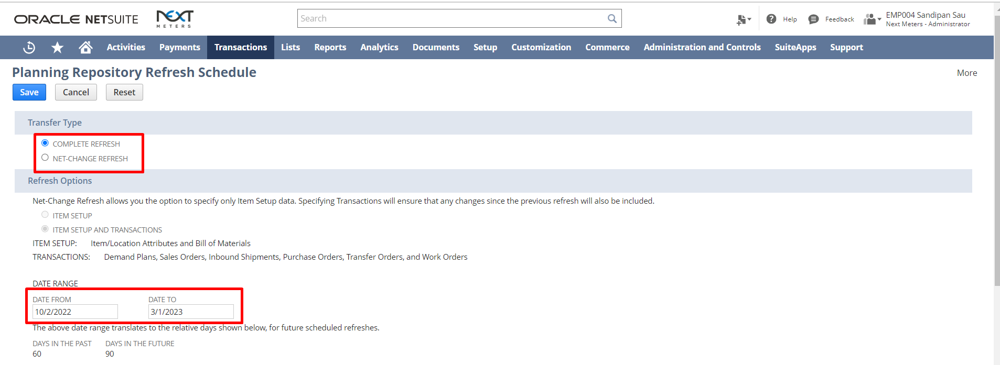 ORACLE NETSUITE
NEXT
METERS
Search
Help
Feedback
EMP004 Sandipan Sau
Next Meters - Administrator
Activities Payments Transactions Lists Reports Analytics Documents Setup Customization Commerce Administration and Controls SuiteApps Support
Planning Repository Refresh Schedule
More
Save Cancel Reset
Transfer Type
COMPLETE REFRESH
NET-CHANGE REFRESH
Refresh Options
Net-Change Refresh allows you the option to specify only Item Setup data. Specifying Transactions will ensure that any changes since the previous refresh will also be included.
ITEM SETUP
ITEM SETUP AND TRANSACTIONS
ITEM SETUP: Item/Location Attributes and Bill of Materials
TRANSACTIONS: Demand Plans, Sales Orders, Inbound Shipments, Purchase Orders, Transfer Orders, and Work Orders
DATE RANGE
DATE FROM DATE TO
10/2/2022 3/1/2023
The above date range translates to the relative days shown below, for future scheduled refreshes.
DAYS IN THE PAST DAYS IN THE FUTURE
60 90